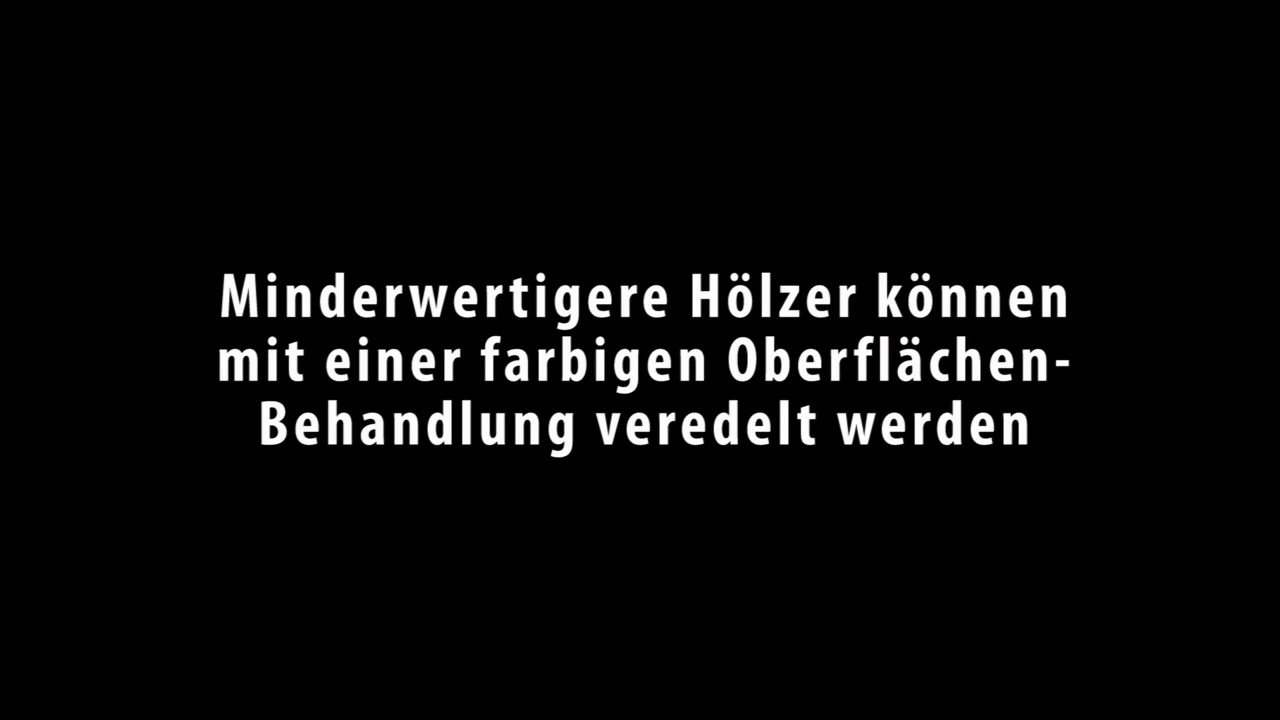 Minderwertigere Hölzer können
mit einer farbigen Oberflächen-
Behandlung veredelt werden